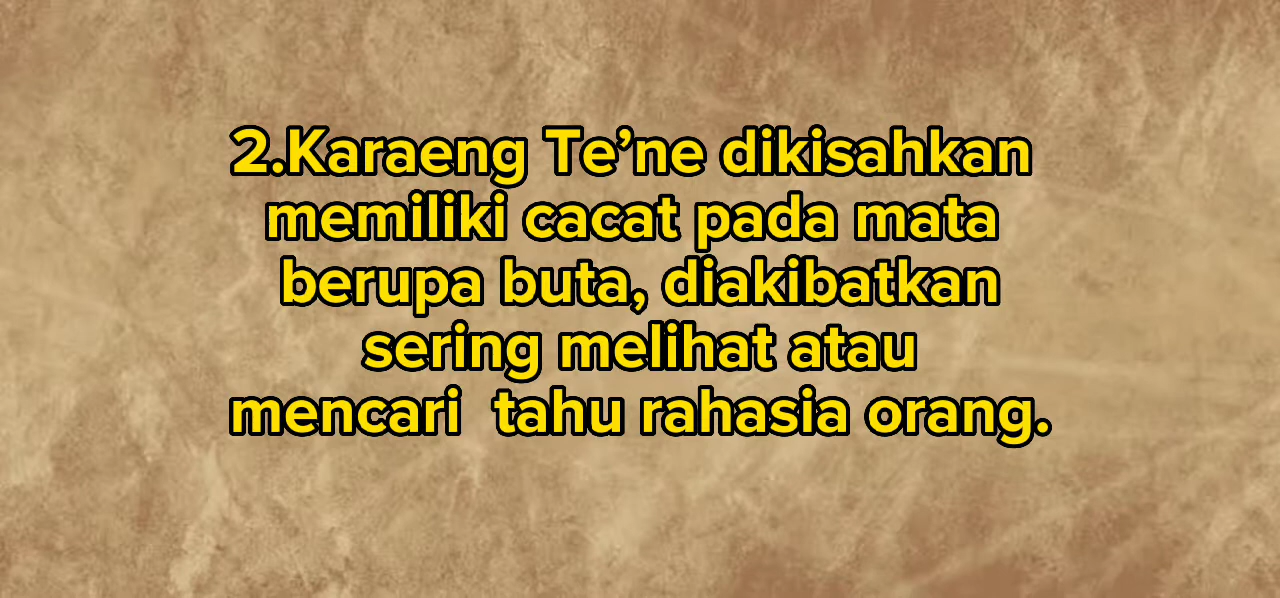 2.Karaeng Te’ne dikisahkan
memiliki cacat pada mata
berupa buta, diakibatkan
sering melihat atau
mencari  tahu rahasia orang.